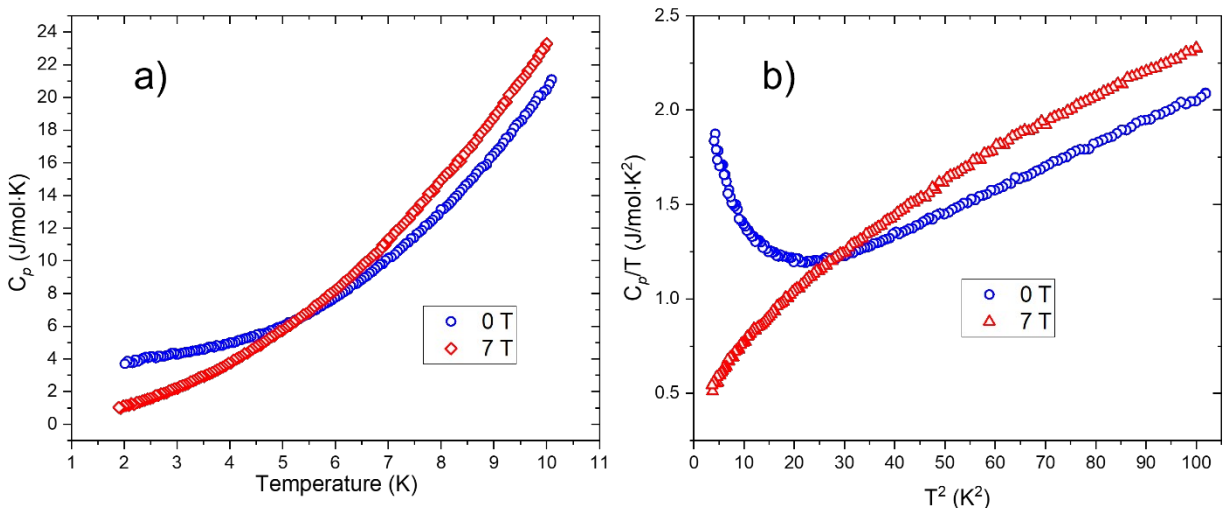 a)
24
22
20
18
16
14
12
10
8
6
4
2
0
C_p (J/mol·K)
0 T
7 T
1 2 3 4 5 6 7 8 9 10 11
Temperature (K)
b)
2.5
2.0
1.5
1.0
0.5
C_p/T (J/mol·K²)
0 T
7 T
0 10 20 30 40 50 60 70 80 90 100
T² (K²)